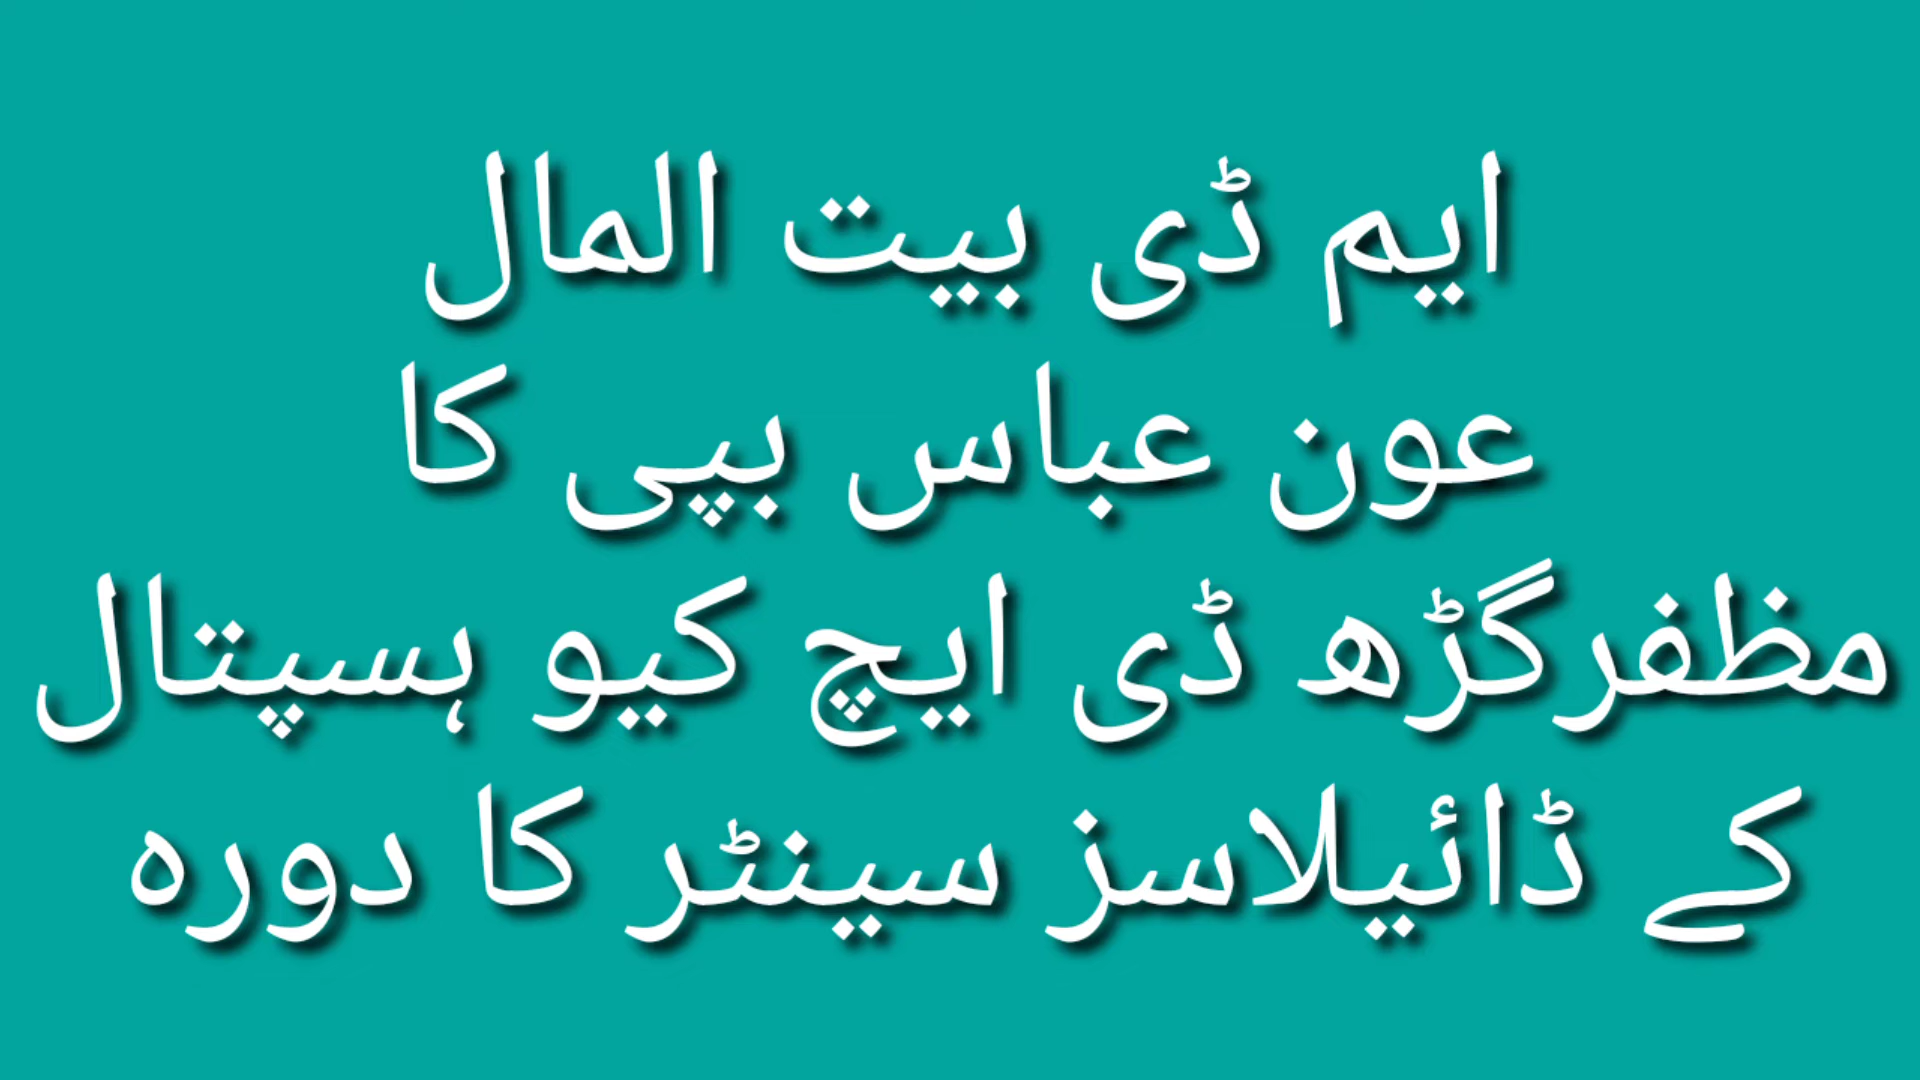 ایم ڈی بیت المال
عون عباس بپی کا
مظفرگڑھ ڈی ایچ کیو ہسپتال
کے ڈائیلاسز سینٹر کا دورہ